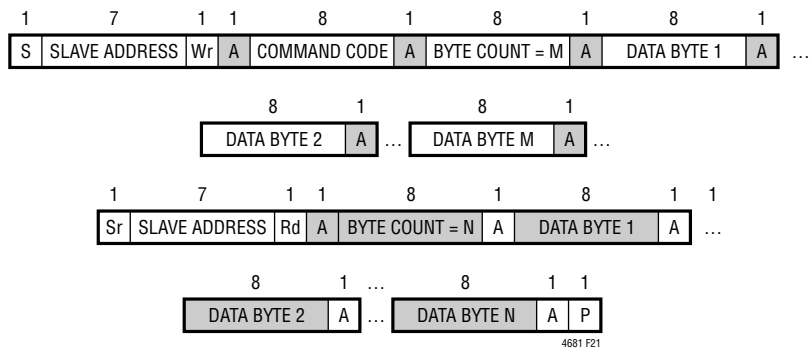 1 7 1 1 8 1 8 1 8 1
S SLAVE ADDRESS Wr A COMMAND CODE A BYTE COUNT = M A DATA BYTE 1 A …
8 1 8 1
DATA BYTE 2 A … DATA BYTE M A …
1 7 1 1 8 1 8 1 1
Sr SLAVE ADDRESS Rd A BYTE COUNT = N A DATA BYTE 1 A …
8 1 … 8 1 1
DATA BYTE 2 A … DATA BYTE N A P
4681 F21